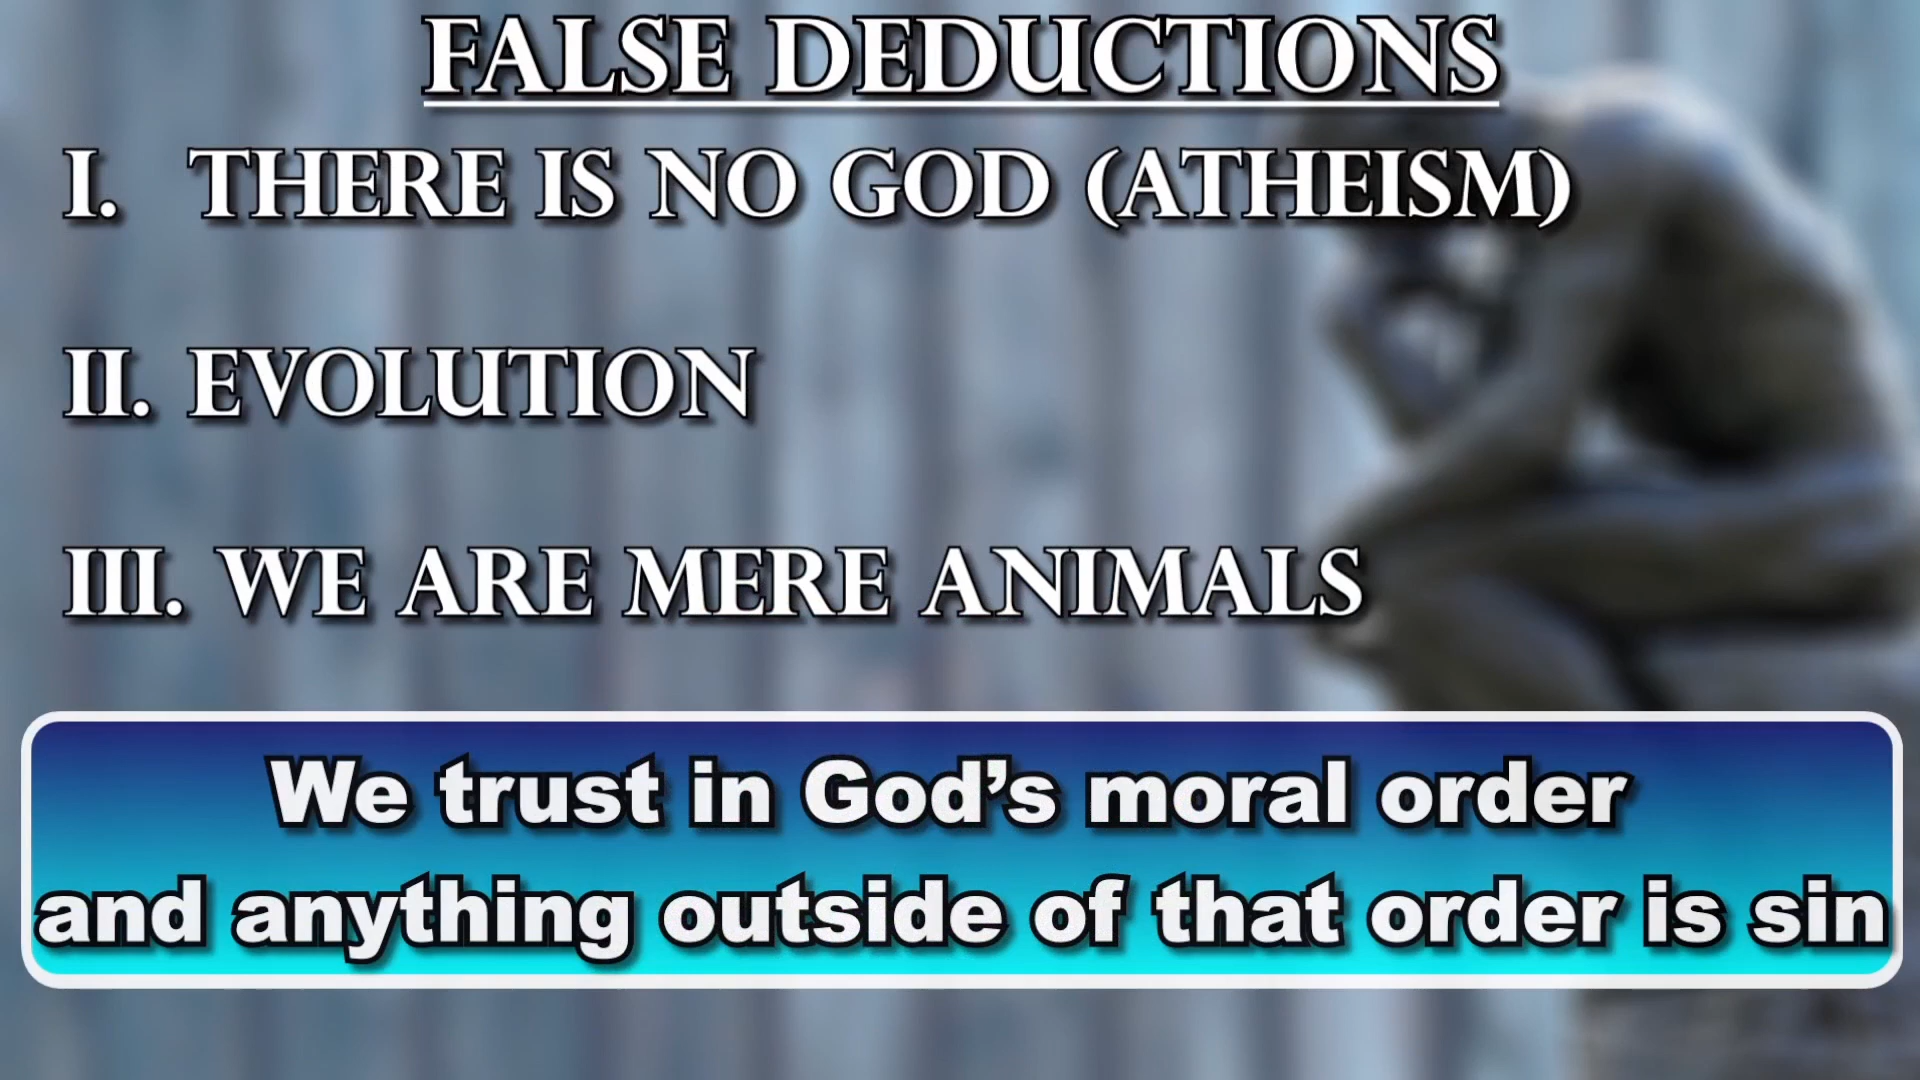 FALSE DEDUCTIONS
I. THERE IS NO GOD (ATHEISM)
II. EVOLUTION
III. WE ARE MERE ANIMALS
We trust in God’s moral order
and anything outside of that order is sin